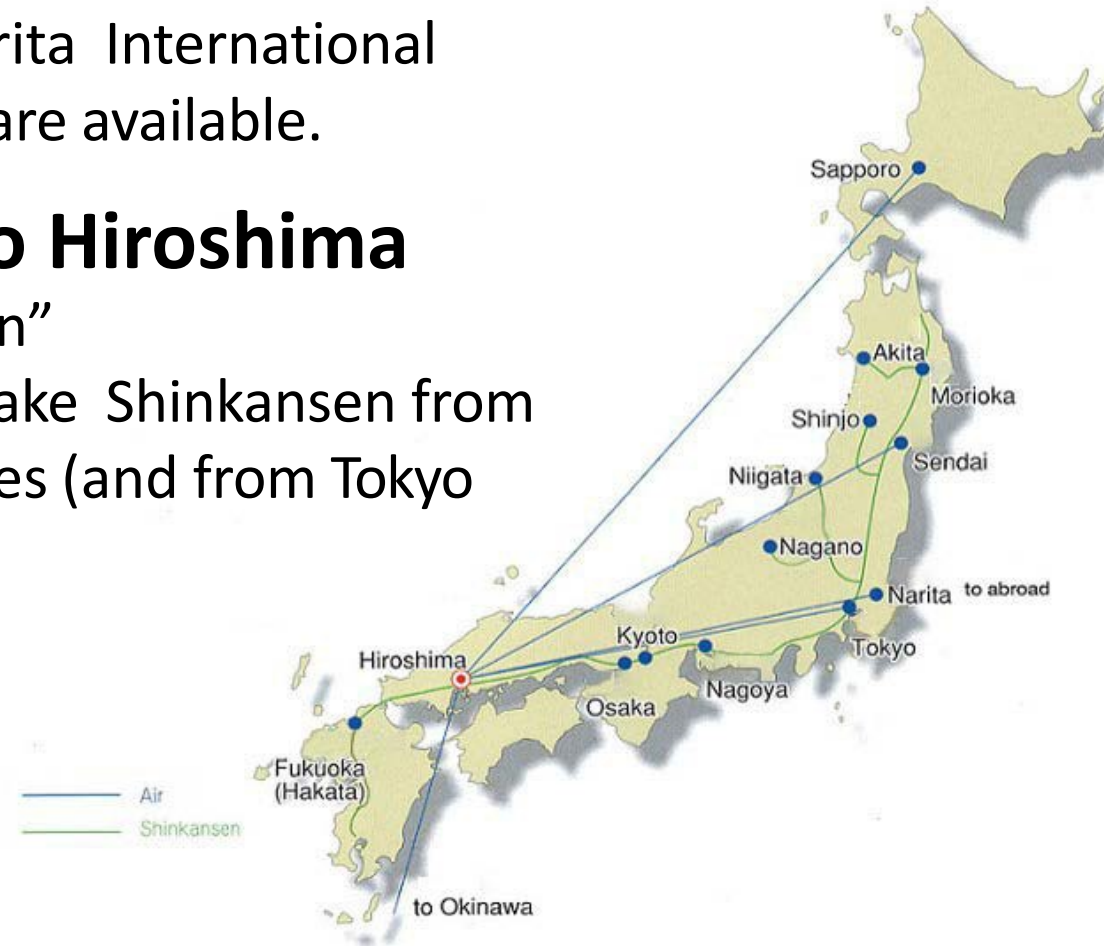 rita International
are available.
o Hiroshima
n”
ake Shinkansen from
es (and from Tokyo
Sapporo
Akita
Morioka
Shinjo
Sendai
Niigata
Nagano
Narita to abroad
Tokyo
Kyoto
Nagoya
Hiroshima
Osaka
Fukuoka
(Hakata)
Air
Shinkansen
to Okinawa